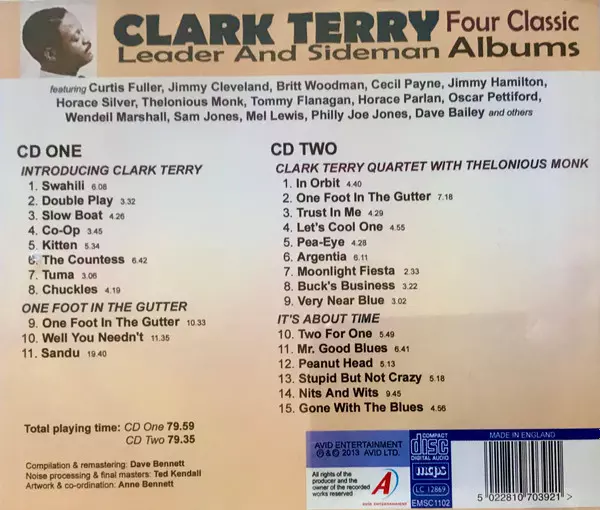 CLARK TERRY Four Classic
Leader And Sideman Albums
featuring Curtis Fuller, Jimmy Cleveland, Britt Woodman, Cecil Payne, Jimmy Hamilton,
Horace Silver, Thelonious Monk, Tommy Flanagan, Horace Parlan, Oscar Pettiford,
Wendell Marshall, Sam Jones, Mel Lewis, Philly Joe Jones, Dave Bailey and others
CD ONE
INTRODUCING CLARK TERRY
1. Swahili 6.08
2. Double Play 3.32
3. Slow Boat 4.26
4. Co-Op 3.45
5. Kitten 5.34
6. The Countess 6.42
7. Tuma 3.06
8. Chuckles 4.19
ONE FOOT IN THE GUTTER
9. One Foot In The Gutter 10.33
10. Well You Needn't 11.35
11. Sandu 19.40
Total playing time: CD One 79.59
CD Two 79.35
Compilation & remastering: Dave Bennett
Noise processing & final masters: Ted Kendall
Artwork & co-ordination: Anne Bennett
CD TWO
CLARK TERRY QUARTET WITH THELONIOUS MONK
1. In Orbit 4.40
2. One Foot In The Gutter 7.18
3. Trust In Me 4.29
4. Let's Cool One 4.55
5. Pea-Eye 4.28
6. Argentia 6.11
7. Moonlight Fiesta 2.33
8. Buck's Business 3.22
9. Very Near Blue 3.02
IT'S ABOUT TIME
10. Two For One 5.49
11. Mr. Good Blues 6.41
12. Peanut Head 5.13
13. Stupid But Not Crazy 5.18
14. Nits And Wits 9.45
15. Gone With The Blues 4.56
AVID ENTERTAINMENT
℗ & © 2013 AVID LTD.
All rights of the
producer and the
owner of the recorded
works reserved
A
AVID ENTERTAINMENT
COMPACT
disc
DIGITAL AUDIO
mcps
LC 12869
EMSC1102
MADE IN ENGLAND
5 022810 703921 >